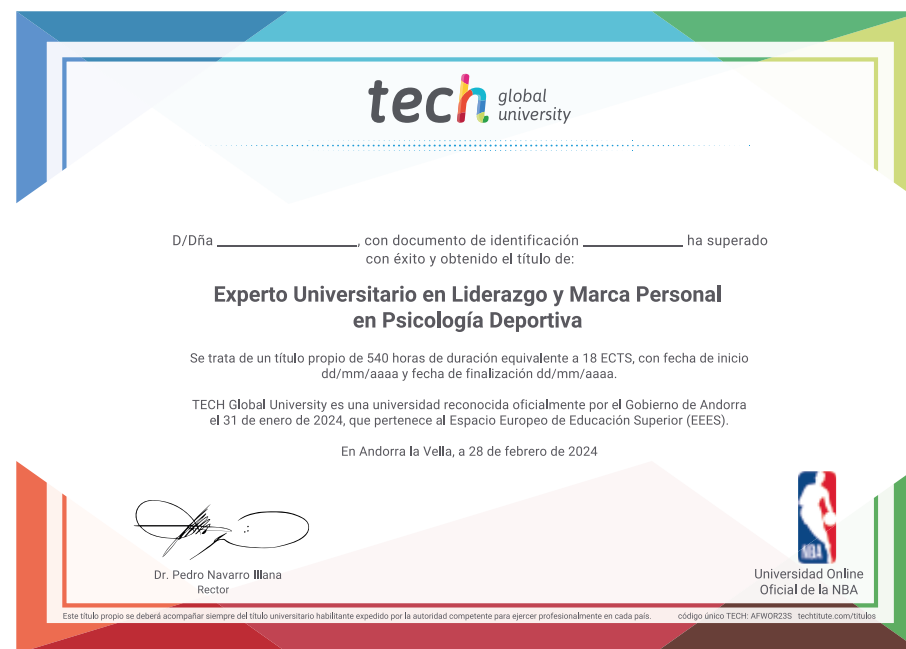 tech global
university
D/Dña ____________________, con documento de identificación ______________ ha superado
con éxito y obtenido el título de:
Experto Universitario en Liderazgo y Marca Personal
en Psicología Deportiva
Se trata de un título propio de 540 horas de duración equivalente a 18 ECTS, con fecha de inicio
dd/mm/aaaa y fecha de finalización dd/mm/aaaa.
TECH Global University es una universidad reconocida oficialmente por el Gobierno de Andorra
el 31 de enero de 2024, que pertenece al Espacio Europeo de Educación Superior (EEES).
En Andorra la Vella, a 28 de febrero de 2024
Dr. Pedro Navarro Illana
Rector
NBA
Universidad Online
Oficial de la NBA
Este título propio se deberá acompañar siempre del título universitario habilitante expedido por la autoridad competente para ejercer profesionalmente en cada país.
código único TECH: AFWOR23S techtitute.com/titulos